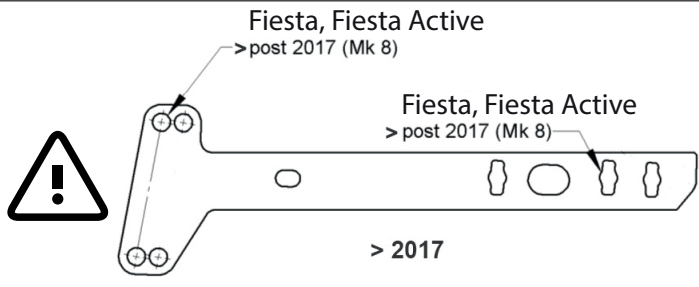 Fiesta, Fiesta Active
>post 2017 (Mk 8)
Fiesta, Fiesta Active
> post 2017 (Mk 8)
> 2017